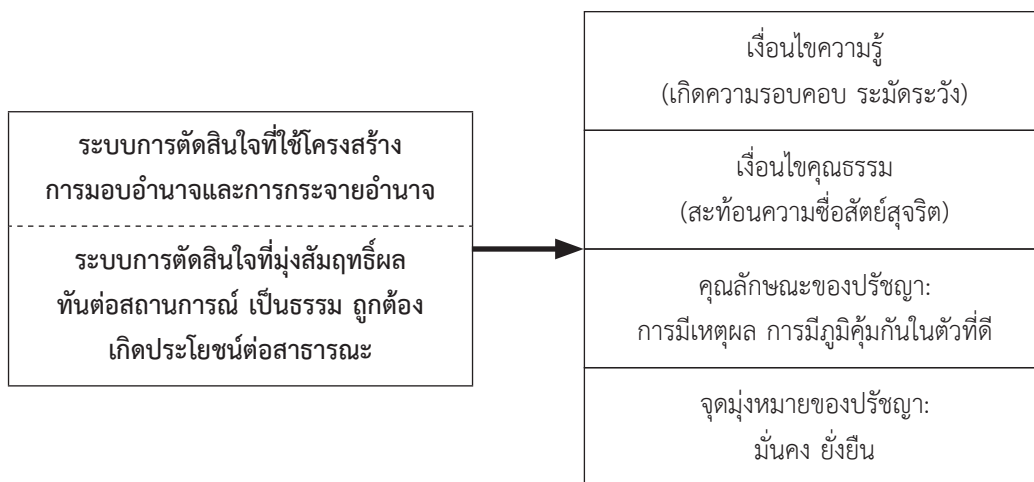 ระบบการตัดสินใจที่ใช้โครงสร้าง
การมอบอำนาจและการกระจายอำนาจ
ระบบการตัดสินใจที่มุ่งสัมฤทธิ์ผล
ทันต่อสถานการณ์ เป็นธรรม ถูกต้อง
เกิดประโยชน์ต่อสาธารณะ
เงื่อนไขความรู้
(เกิดความรอบคอบ ระมัดระวัง)
เงื่อนไขคุณธรรม
(สะท้อนความซื่อสัตย์สุจริต)
คุณลักษณะของปรัชญา:
การมีเหตุผล การมีภูมิคุ้มกันในตัวที่ดี
จุดมุ่งหมายของปรัชญา:
มั่นคง ยั่งยืน